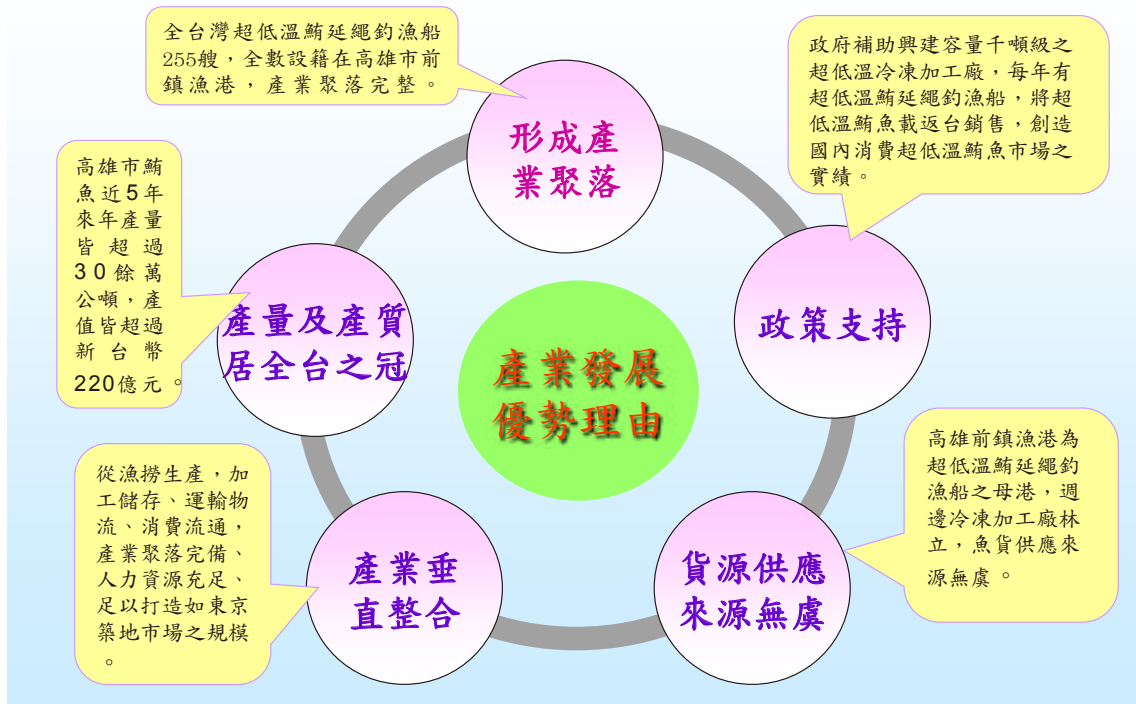 全台灣超低溫鮪延繩釣漁船
255艘，全數設籍在高雄市前
鎮漁港，產業聚落完整。
形成產
業聚落
政府補助興建容量千頓級之
超低溫冷凍加工廠，每年有
超低溫鮪延繩釣漁船，將超
低溫鮪魚載返台銷售，創造
國內消費超低溫鮪魚市場之
實績。
政策支持
高雄前鎮漁港為
超低溫鮪延繩釣
漁船之母港，週
邊冷凍加工廠林
立，魚貨供應來
源無虞。
貨源供應
來源無虞
從漁撈生產，加
工儲存、運輸物
流、消費流通，
產業聚落完備、
人力資源充足、
足以打造如東京
築地市場之規模
。
產業垂
直整合
高雄市鮪
魚近5年
來年產量
皆超過
30餘萬
公噸，產
值皆超過
新台幣
220億元。
產量及產質
居全台之冠
產業發展
優勢理由